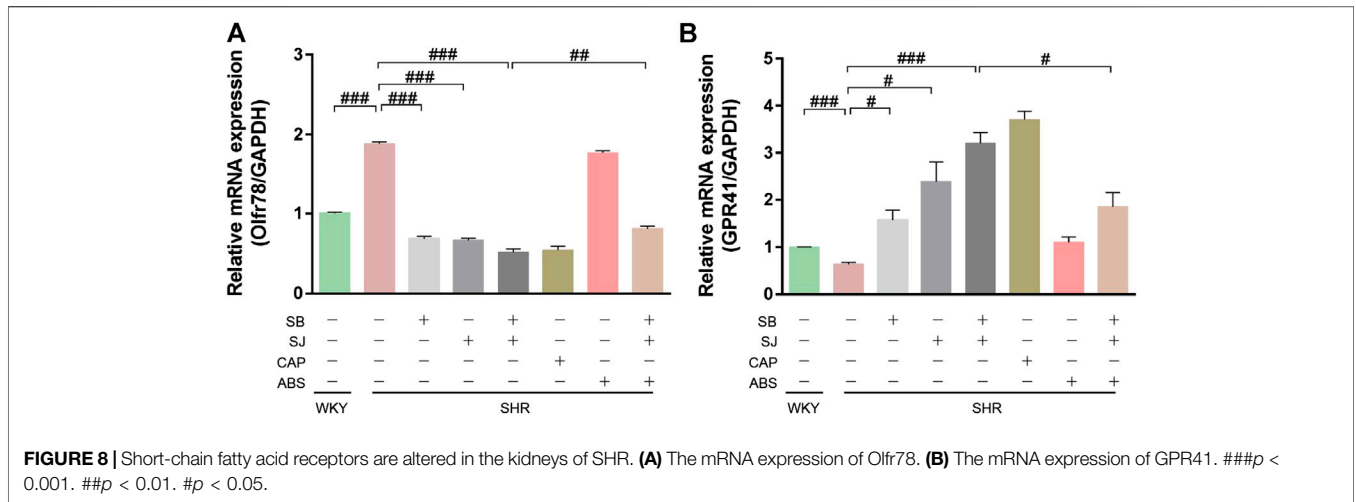 A
Relative mRNA expression
(Olfr78/GAPDH)
3
2
1
0
###
##
###
###
###
SB − − + − + − − +
SJ − − − + + − − +
CAP − − − − − + − −
ABS − − − − − − + +
WKY SHR
B
Relative mRNA expression
(GPR41/GAPDH)
5
4
3
2
1
0
###
#
#
###
#
SB − − + − + − − +
SJ − − − + + − − +
CAP − − − − − + − −
ABS − − − − − − + +
WKY SHR
FIGURE 8 | Short-chain fatty acid receptors are altered in the kidneys of SHR. (A) The mRNA expression of Olfr78. (B) The mRNA expression of GPR41. ###p <
0.001. ##p < 0.01. #p < 0.05.